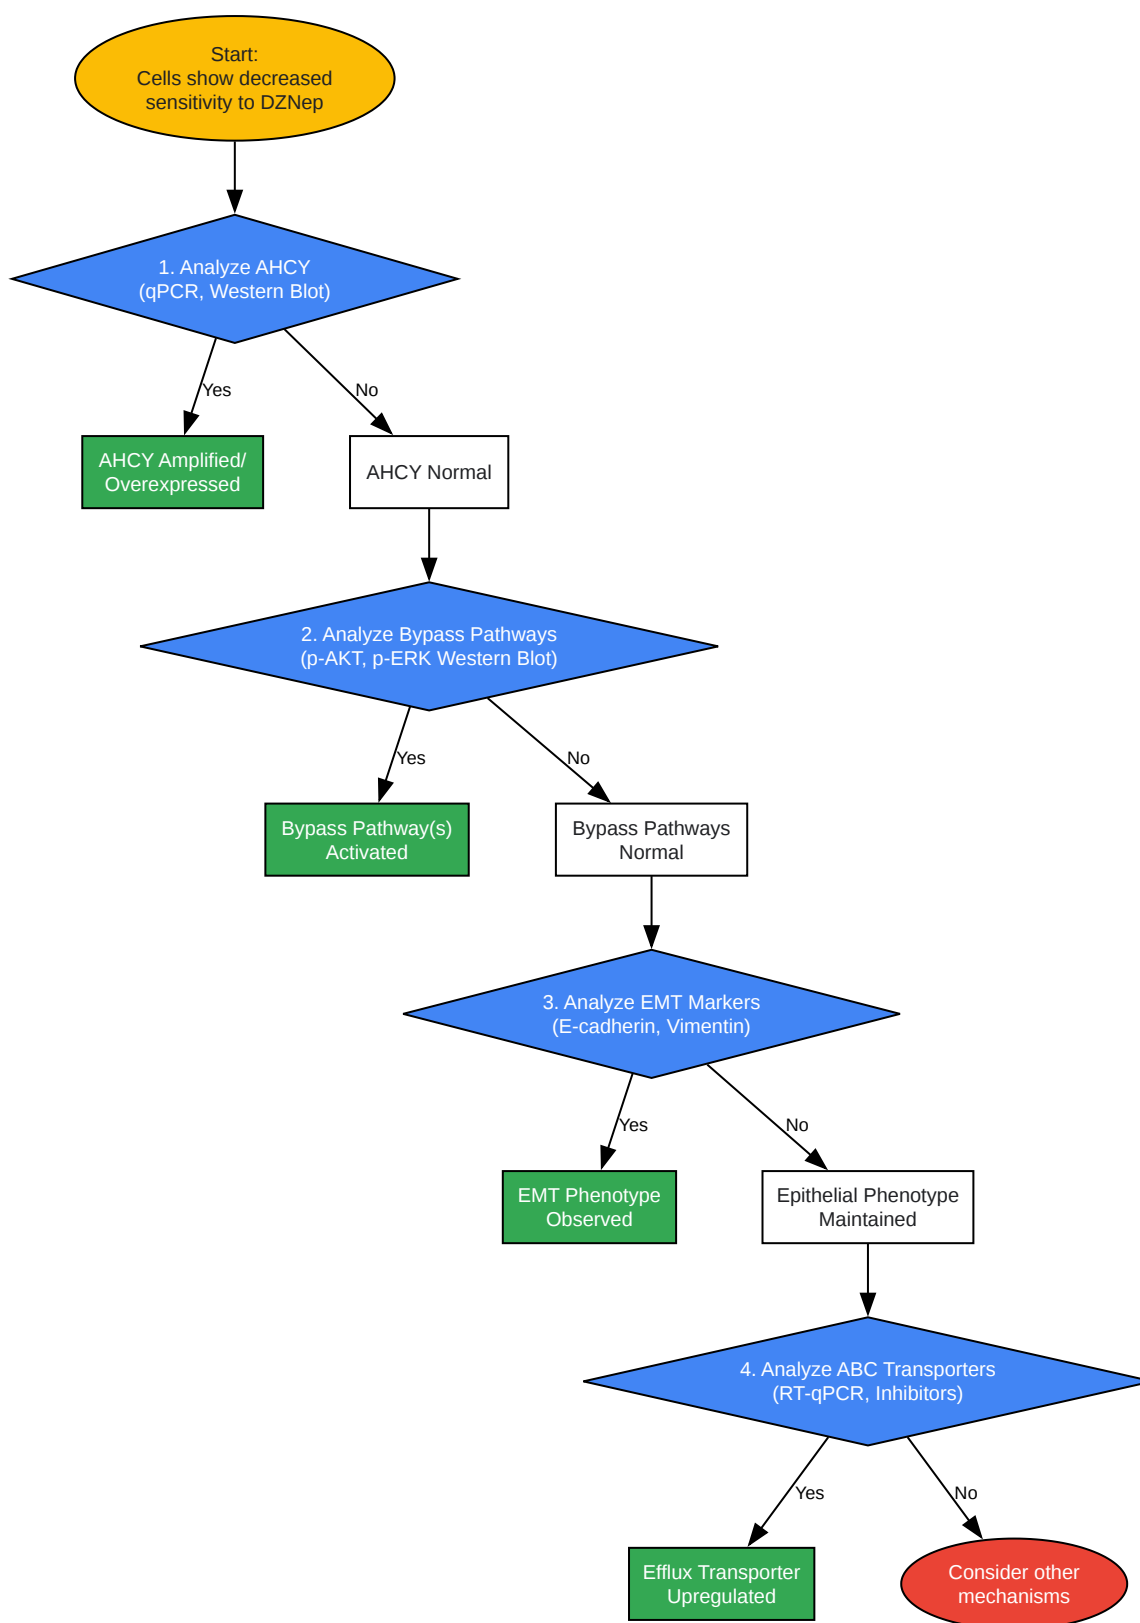 Start:
Cells show decreased
sensitivity to DZNep
1. Analyze AHCY
(qPCR, Western Blot)
Yes
No
AHCY Amplified/
Overexpressed
AHCY Normal
2. Analyze Bypass Pathways
(p-AKT, p-ERK Western Blot)
Yes
No
Bypass Pathway(s)
Activated
Bypass Pathways
Normal
3. Analyze EMT Markers
(E-cadherin, Vimentin)
Yes
No
EMT Phenotype
Observed
Epithelial Phenotype
Maintained
4. Analyze ABC Transporters
(RT-qPCR, Inhibitors)
Yes
No
Efflux Transporter
Upregulated
Consider other
mechanisms